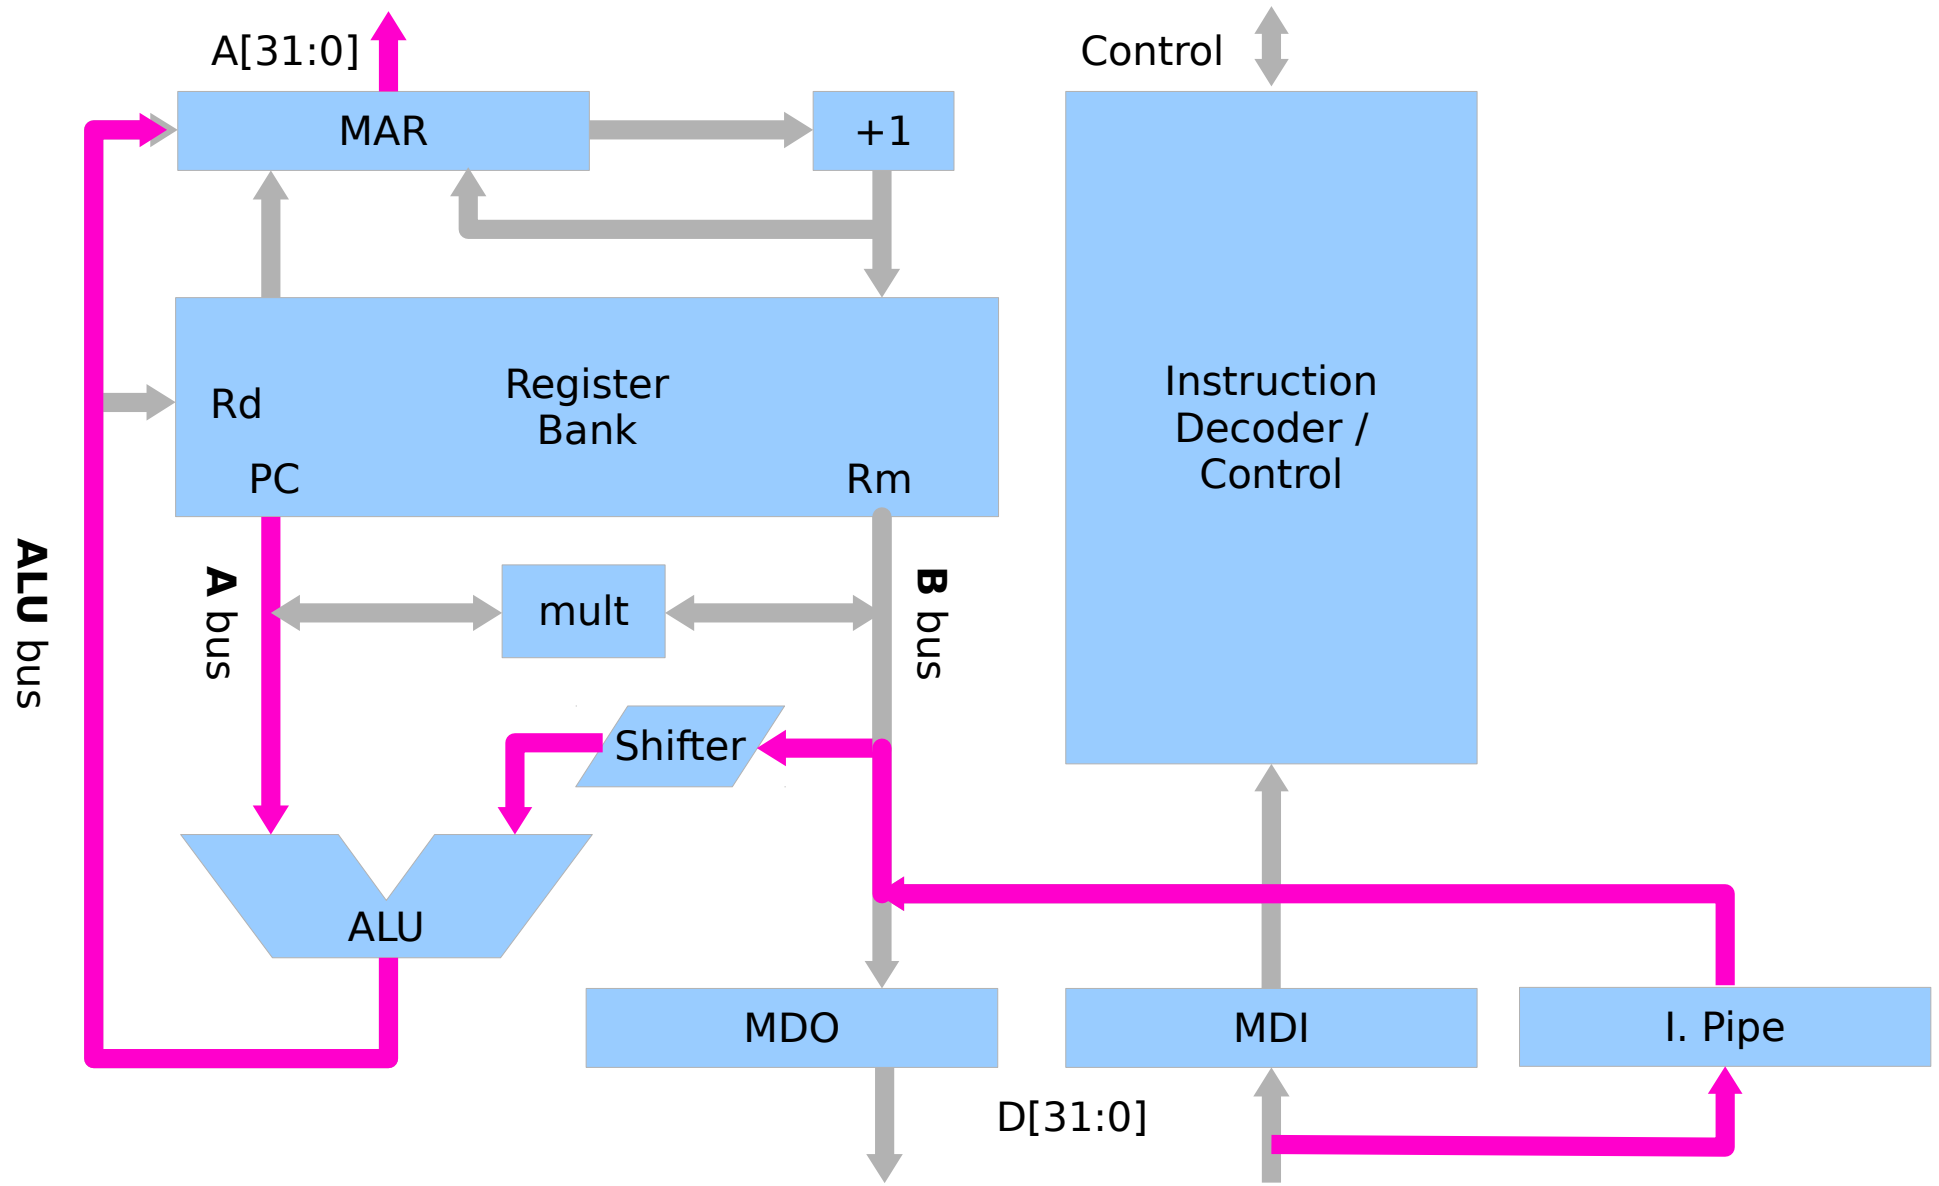 A[31:0]
Control
MAR
+1
Register
Bank
Rd
PC
Rm
Instruction
Decoder /
Control
ALU bus
A bus
B bus
mult
Shifter
ALU
MDO
MDI
I. Pipe
D[31:0]